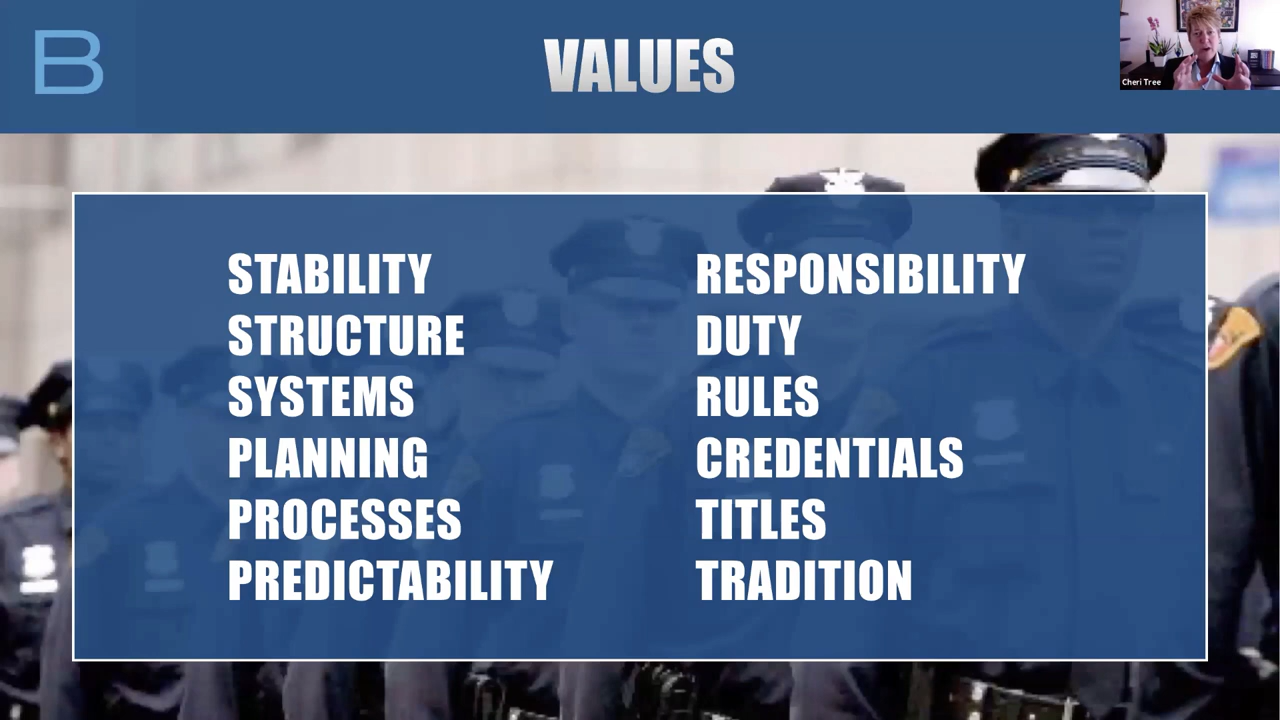 B
VALUES
Cheri Tree
STABILITY
STRUCTURE
SYSTEMS
PLANNING
PROCESSES
PREDICTABILITY
RESPONSIBILITY
DUTY
RULES
CREDENTIALS
TITLES
TRADITION